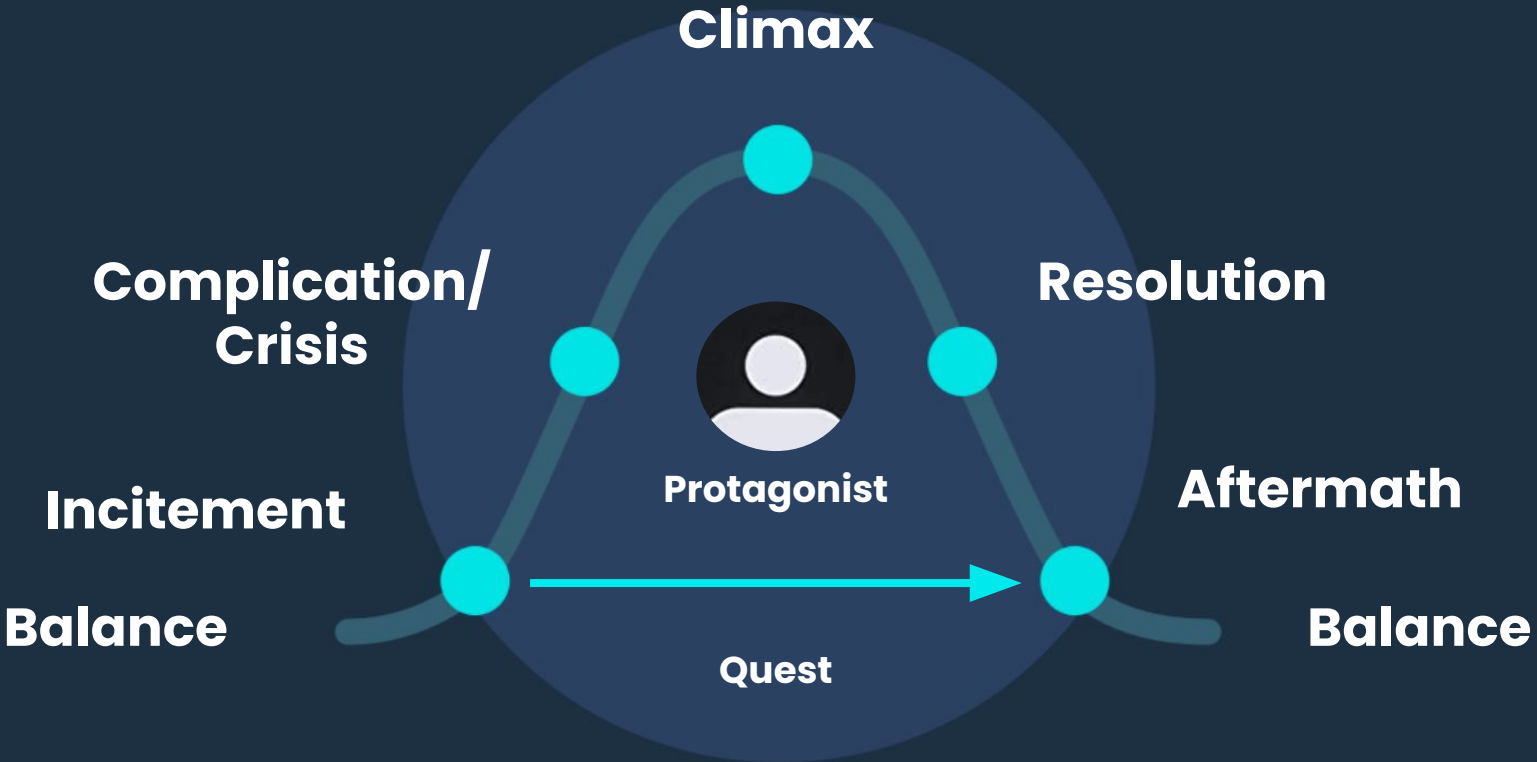 Climax
Complication/
Crisis
Resolution
Protagonist
Incitement
Aftermath
Balance
Balance
Quest